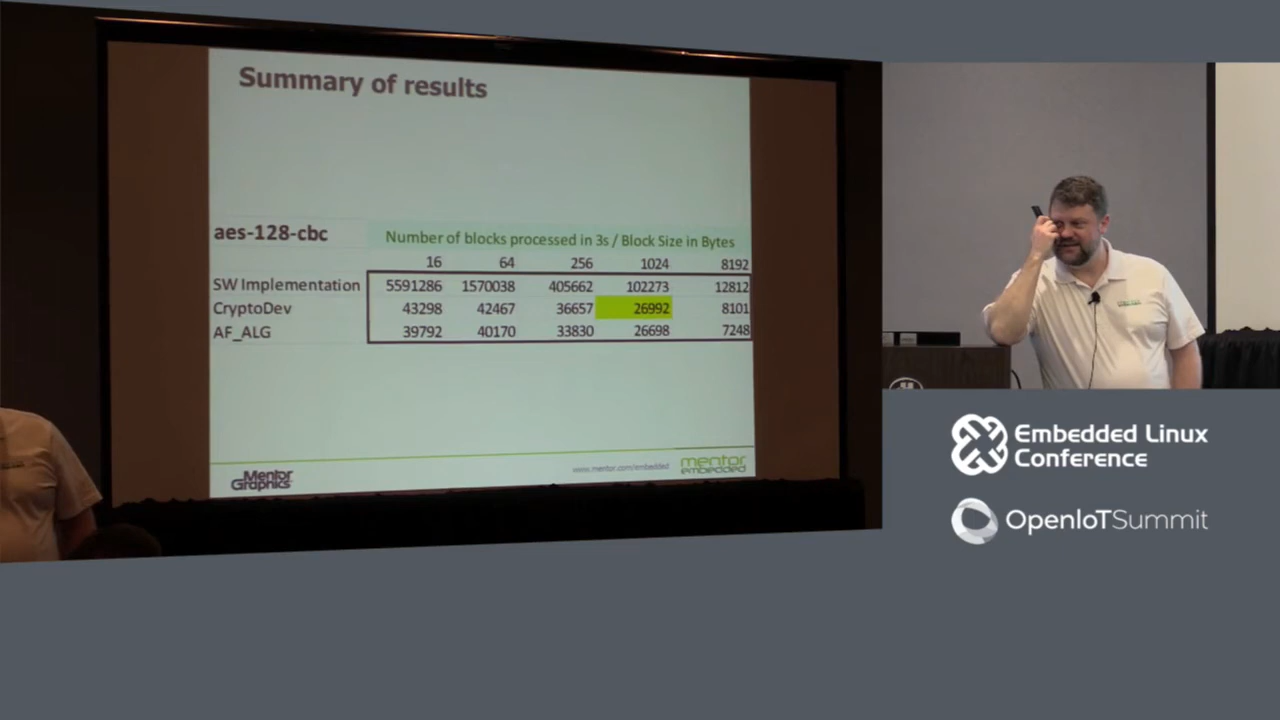 Summary of results
aes-128-cbc
Number of blocks processed in 3s / Block Size in Bytes
16 64 256 1024 8192
SW Implementation 5591286 1570038 405662 102273 12812
CryptoDev 43298 42467 36657 26992 8101
AF_ALG 39792 40170 33830 26698 7248
Mentor Graphics
www.mentor.com/embedded
mentor embedded
Embedded Linux
Conference
OpenIoTSummit